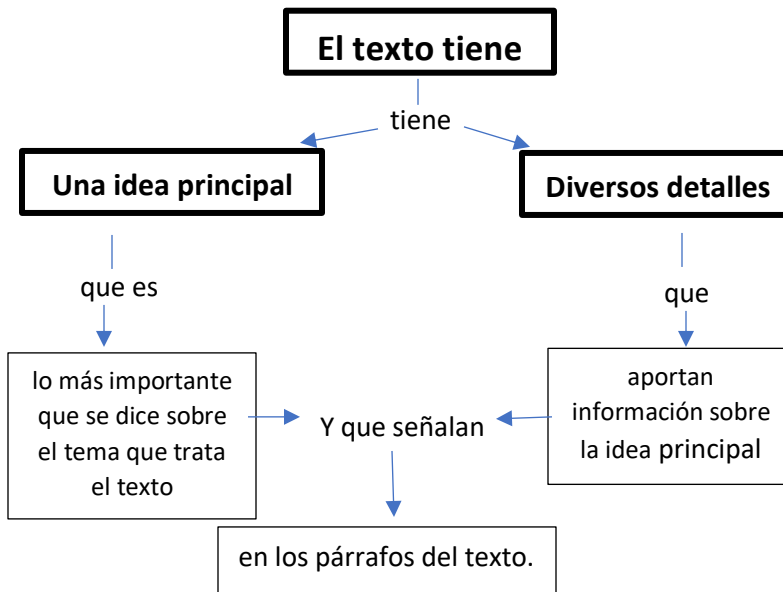 El texto tiene
tiene
Una idea principal
Diversos detalles
que es
que
lo más importante
que se dice sobre
el tema que trata
el texto
Y que señalan
aportan
información sobre
la idea principal
en los párrafos del texto.